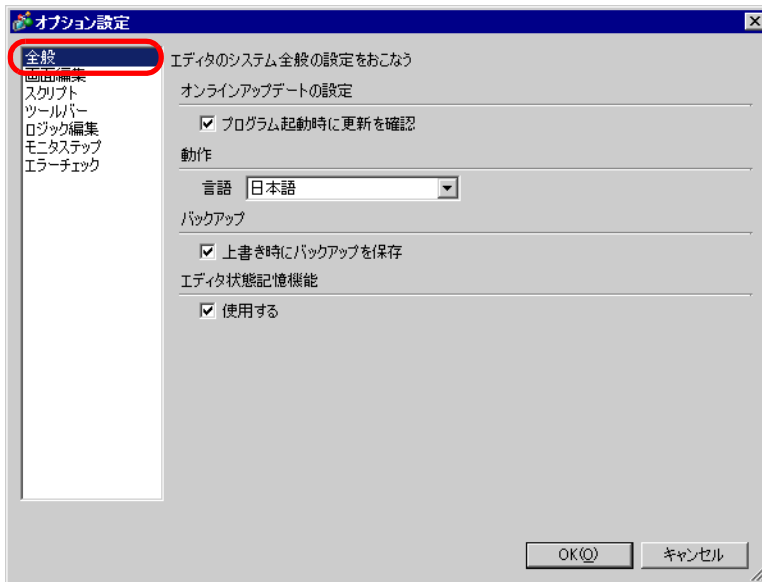 オプション設定
全般
画面編集
スクリプト
ツールバー
ロジック編集
モニタステップ
エラーチェック
エディタのシステム全般の設定をおこなう
オンラインアップデートの設定
プログラム起動時に更新を確認
動作
言語 日本語
バックアップ
上書き時にバックアップを保存
エディタ状態記憶機能
使用する
OK(O) キャンセル